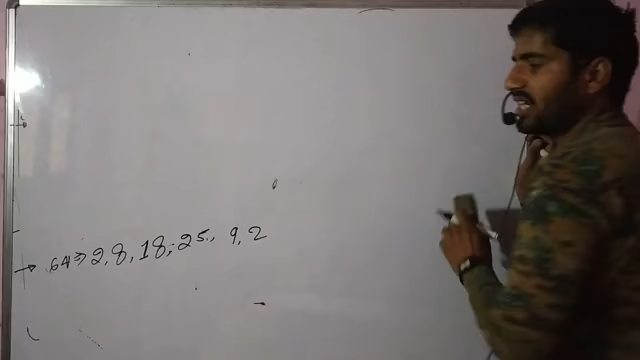 → 64⇒ 2, 8, 18, 25, 9, 2